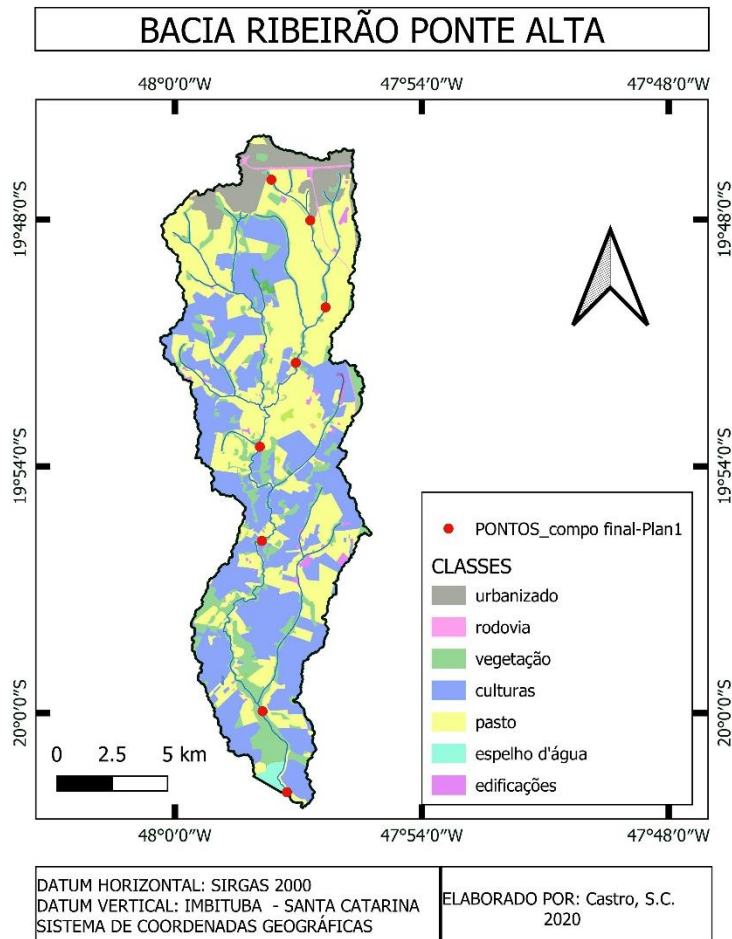 BACIA RIBEIRÃO PONTE ALTA
48°0'0"W 47°54'0"W 47°48'0"W
19°48'0"S 19°48'0"S
19°54'0"S 19°54'0"S
PONTOS_compo final-Plan1
CLASSES
urbanizado
rodovia
vegetação
culturas
pasto
espelho d'água
edificações
20°0'0"S 20°0'0"S
0 2.5 5 km
48°0'0"W 47°54'0"W 47°48'0"W
DATUM HORIZONTAL: SIRGAS 2000
DATUM VERTICAL: IMBITUBA - SANTA CATARINA
SISTEMA DE COORDENADAS GEOGRÁFICAS
ELABORADO POR: Castro, S.C.
2020